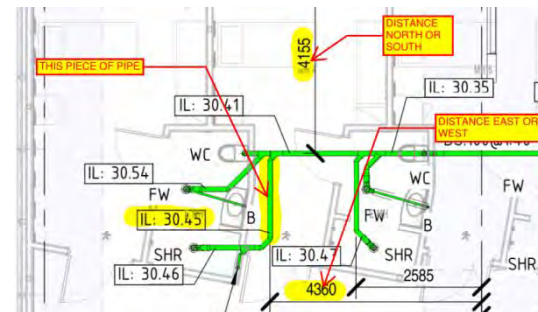 DISTANCE
NORTH OR
SOUTH
4155
THIS PIECE OF PIPE
IL: 30.35
IL: 30.41
DISTANCE EAST OR
WEST
WC
WC
IL: 30.54
FW
FW
B
IL: 30.45
FW
B
SHR
IL: 30.47
SHR
SHR
IL: 30.46
2585
4360